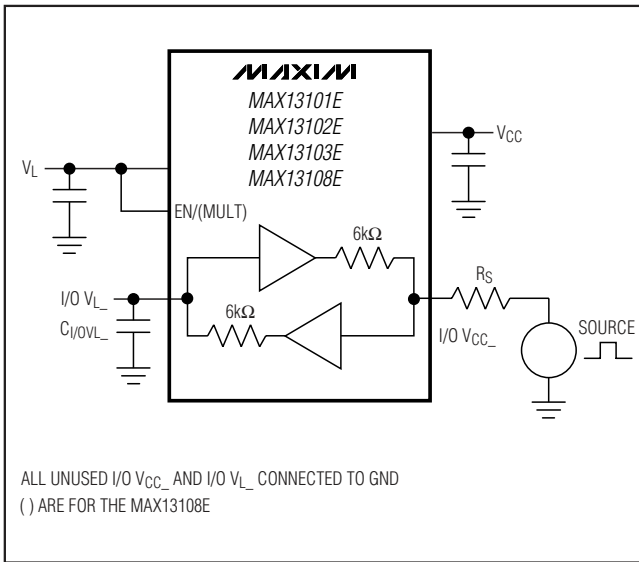 MAXIM
MAX13101E
MAX13102E
MAX13103E
MAX13108E
VL
VCC
EN/(MULT)
6kΩ
6kΩ
I/O VL_
CI/OVL_
RS
I/O VCC_
SOURCE
ALL UNUSED I/O VCC_ AND I/O VL_ CONNECTED TO GND
( ) ARE FOR THE MAX13108E